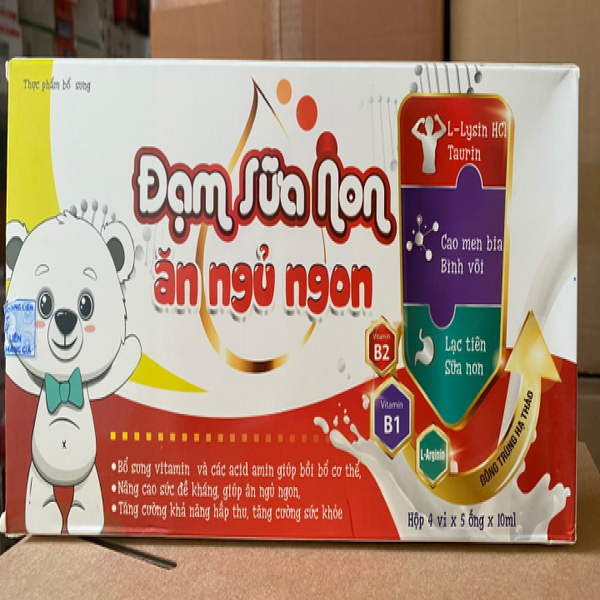 Thực phẩm bổ sung
Đạm Sữa Non
ăn ngủ ngon
L-Lysin HCl
Taurin
Cao men bia
Bình vôi
Lạc tiên
Sữa non
Vitamin
B2
Vitamin
B1
L-Arginin
ĐÔNG TRÙNG HẠ THẢO
•Bổ sung vitamin và các acid amin giúp bồi bổ cơ thể,
•Nâng cao sức đề kháng, giúp ăn ngủ ngon,
•Tăng cường khả năng hấp thu, tăng cường sức khỏe
Hộp 4 vỉ x 5 ống x 10ml